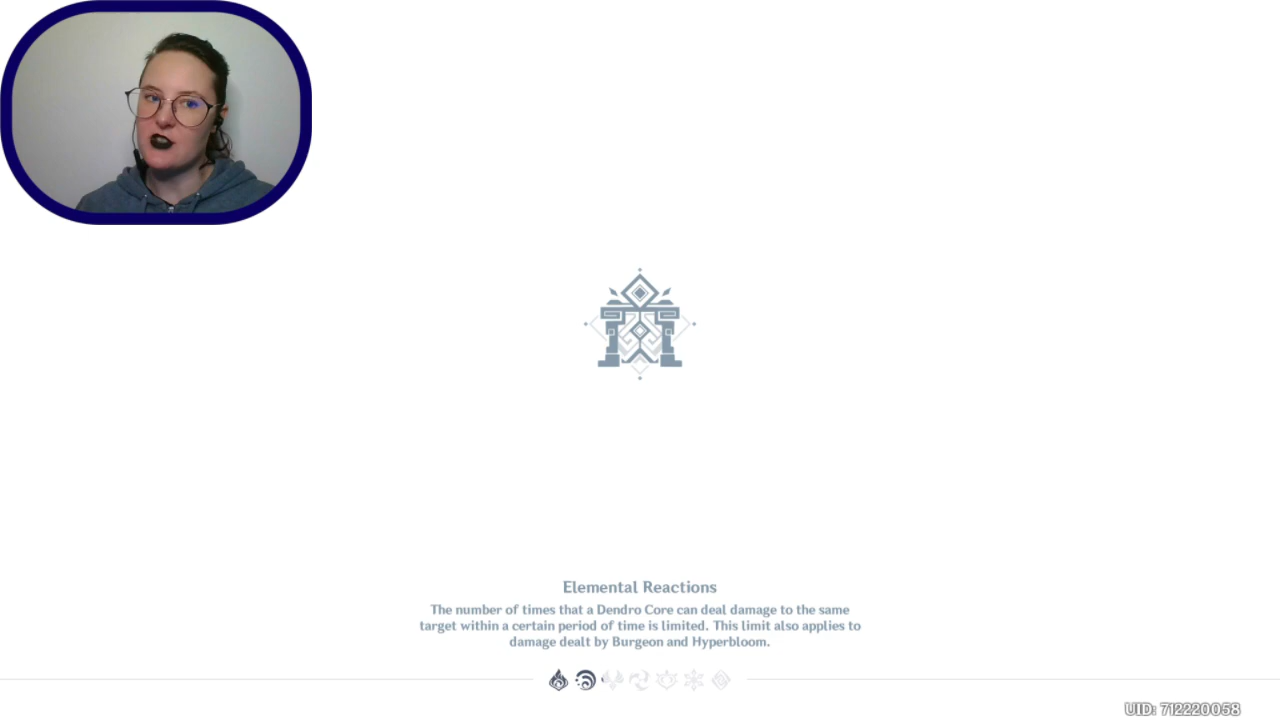 Elemental Reactions
The number of times that a Dendro Core can deal damage to the same
target within a certain period of time is limited. This limit also applies to
damage dealt by Burgeon and Hyperbloom.
UID: 712220058